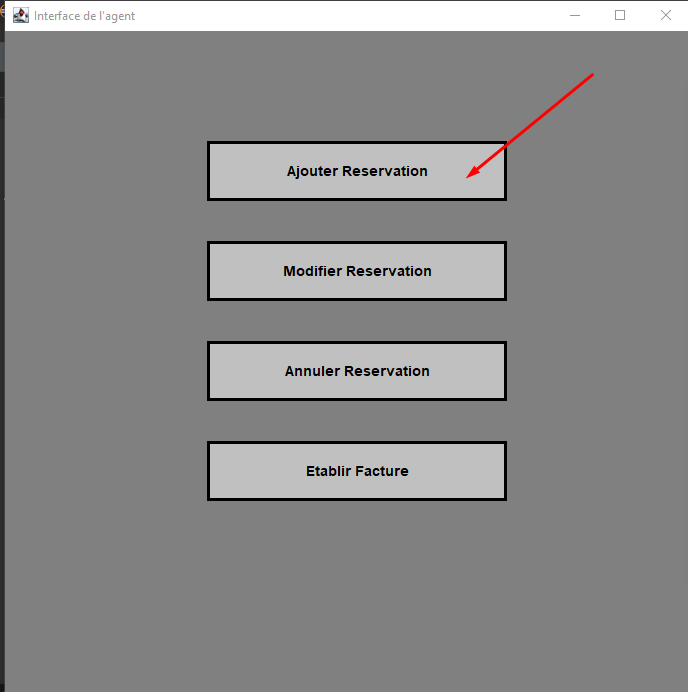 Interface de l'agent
Ajouter Reservation
Modifier Reservation
Annuler Reservation
Etablir Facture